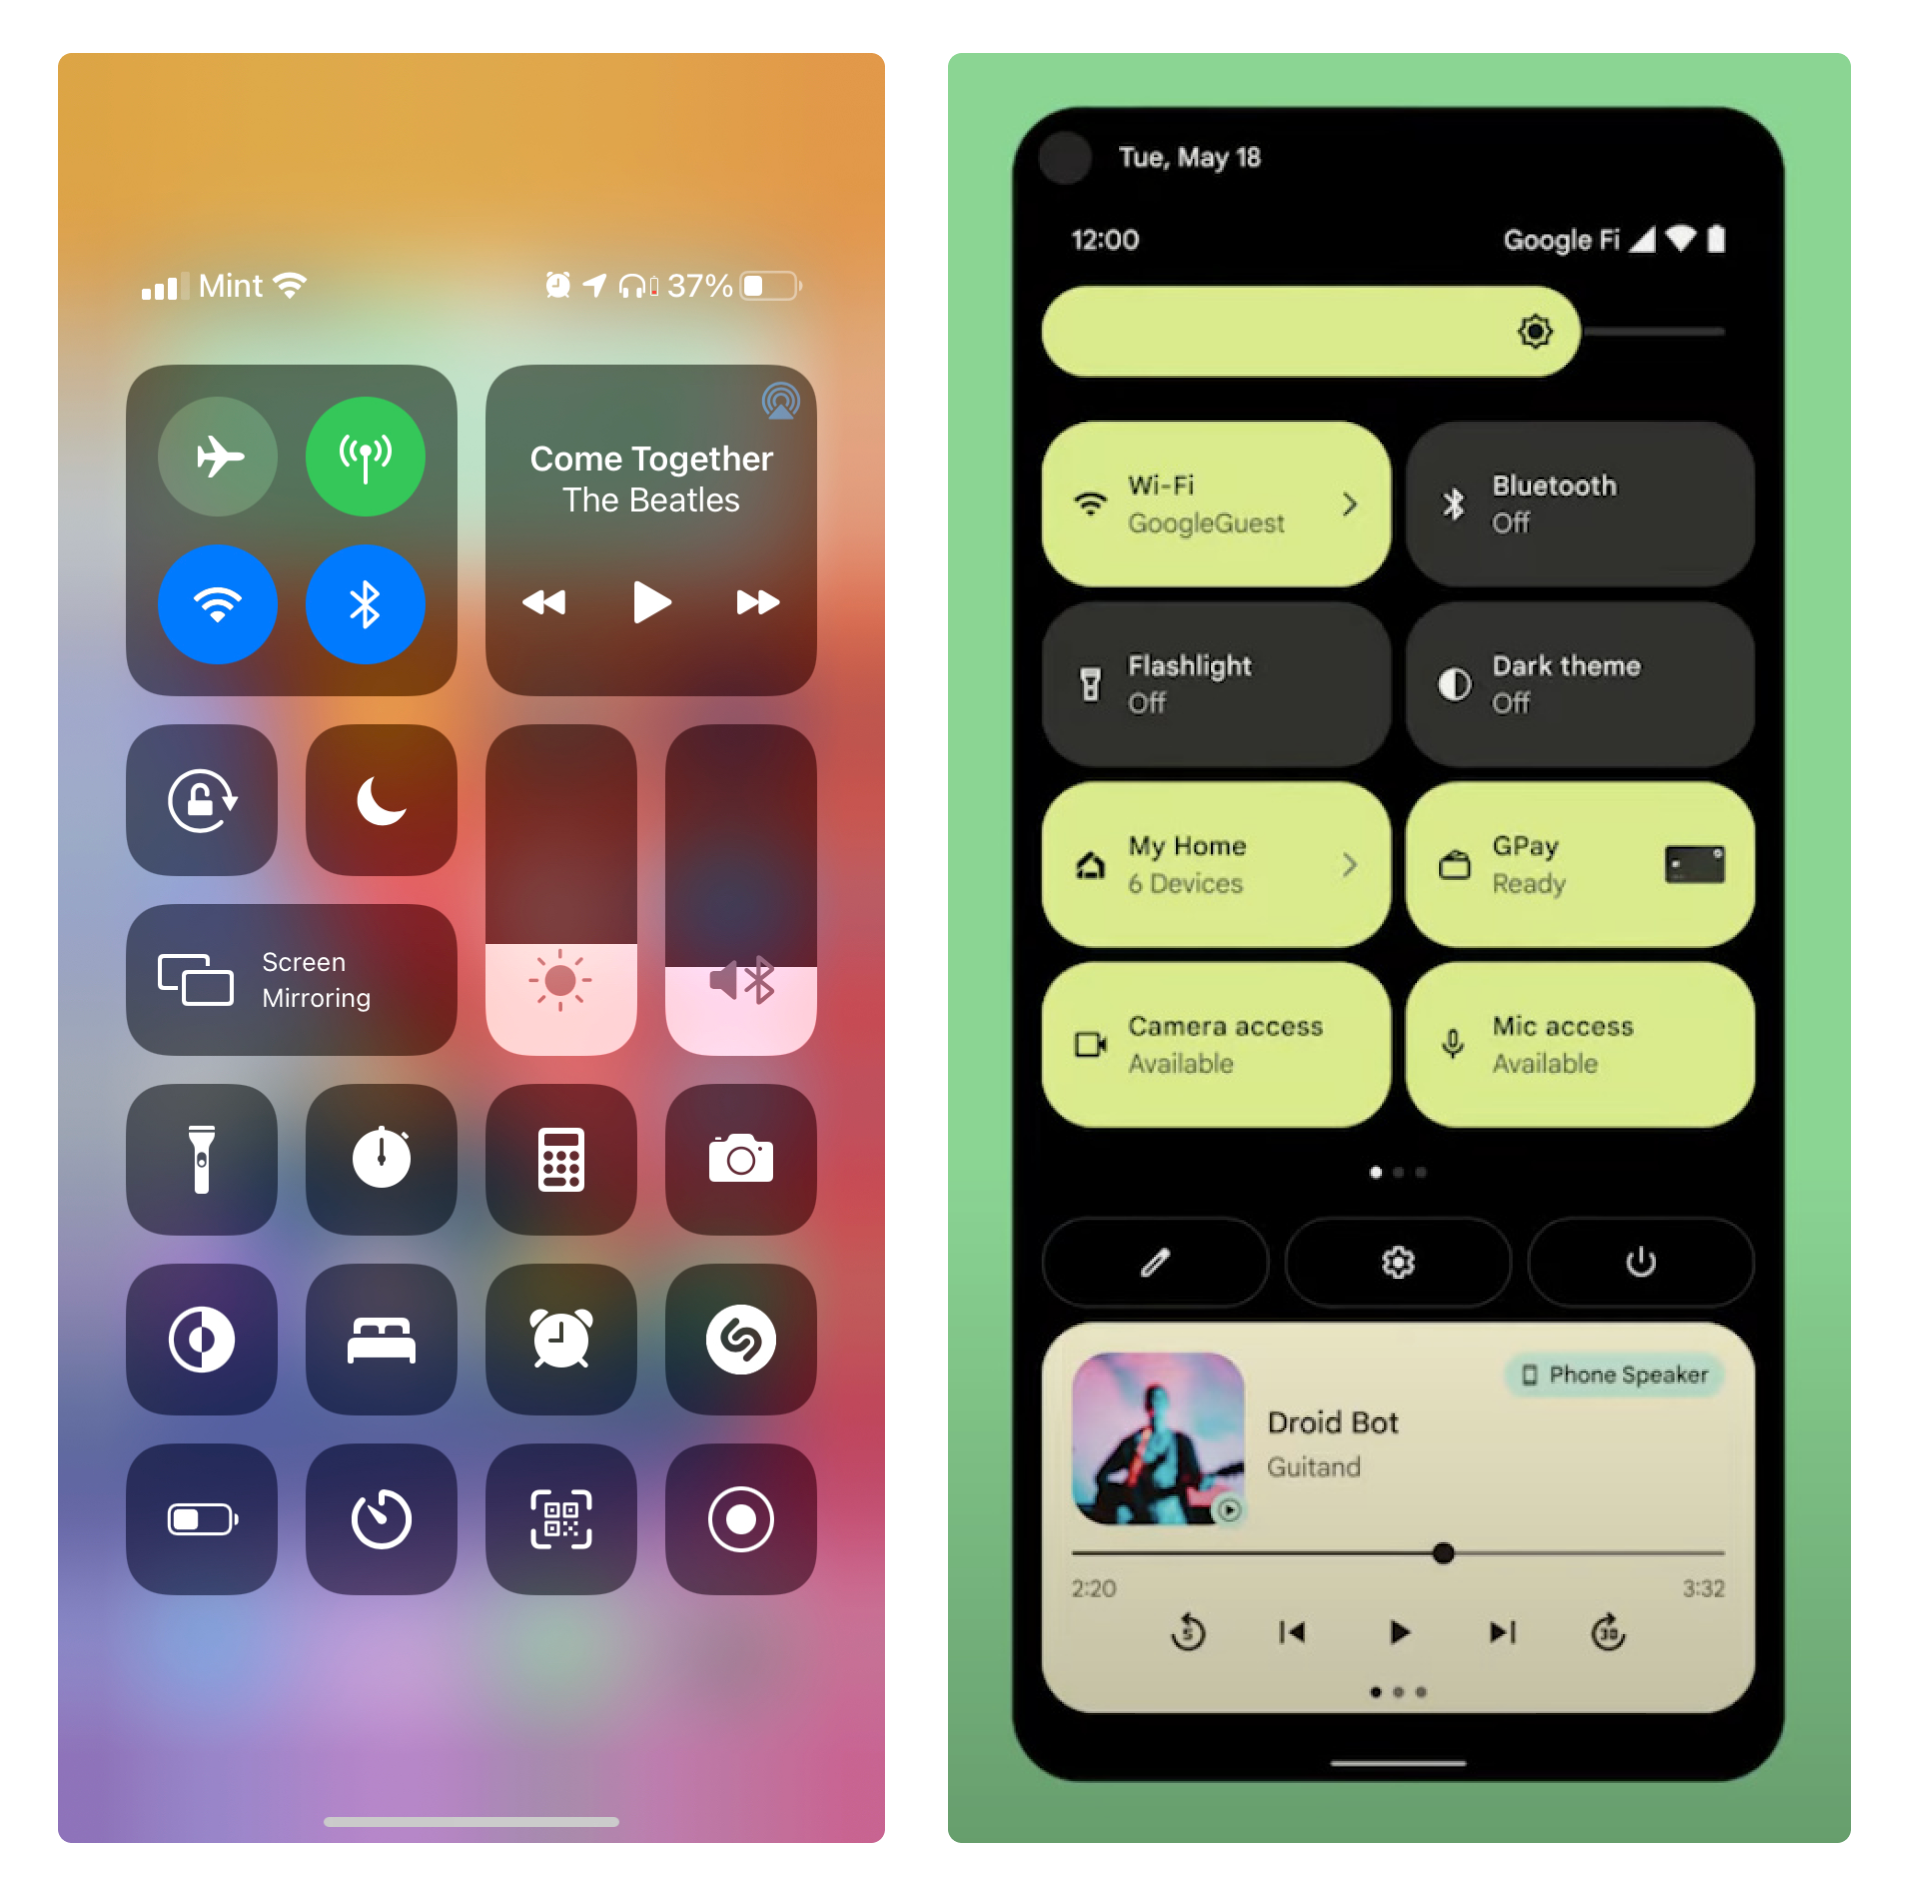 Mint
37%
Come Together
The Beatles
Screen
Mirroring
Tue, May 18
12:00
Google Fi
Wi-Fi
GoogleGuest
Bluetooth
Off
Flashlight
Off
Dark theme
Off
My Home
6 Devices
GPay
Ready
Camera access
Available
Mic access
Available
Phone Speaker
Droid Bot
Guitand
2:20
3:32
5
30